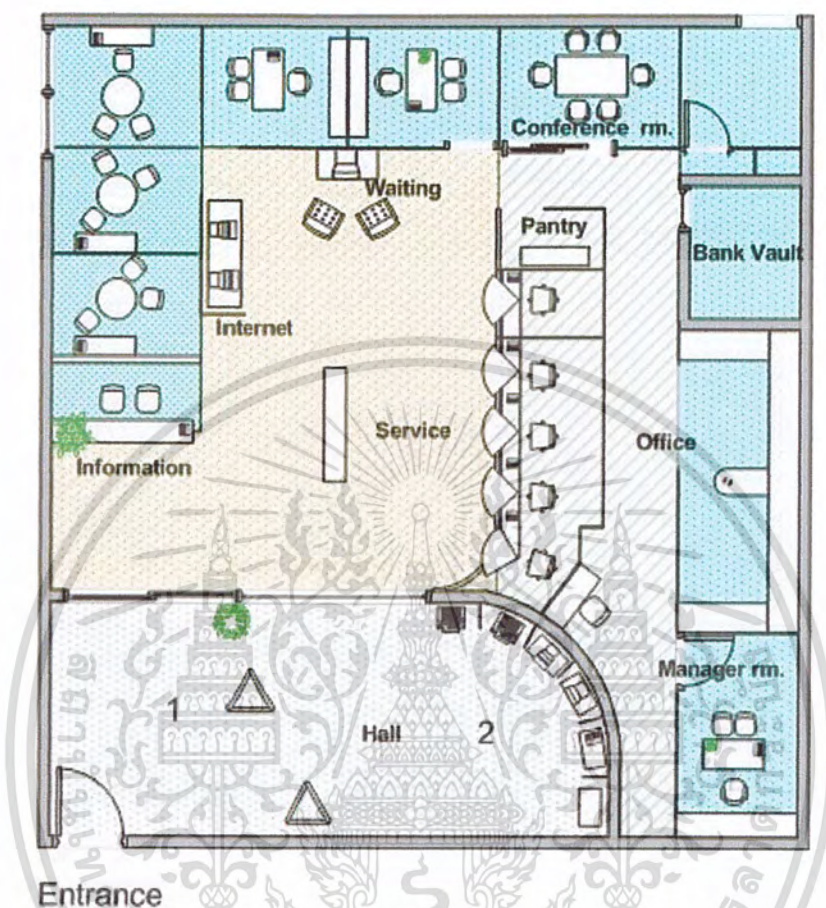 Conference rm.
Waiting
Pantry
Bank Vault
Internet
Service
Office
Information
Manager rm.
1
Hall
2
Entrance